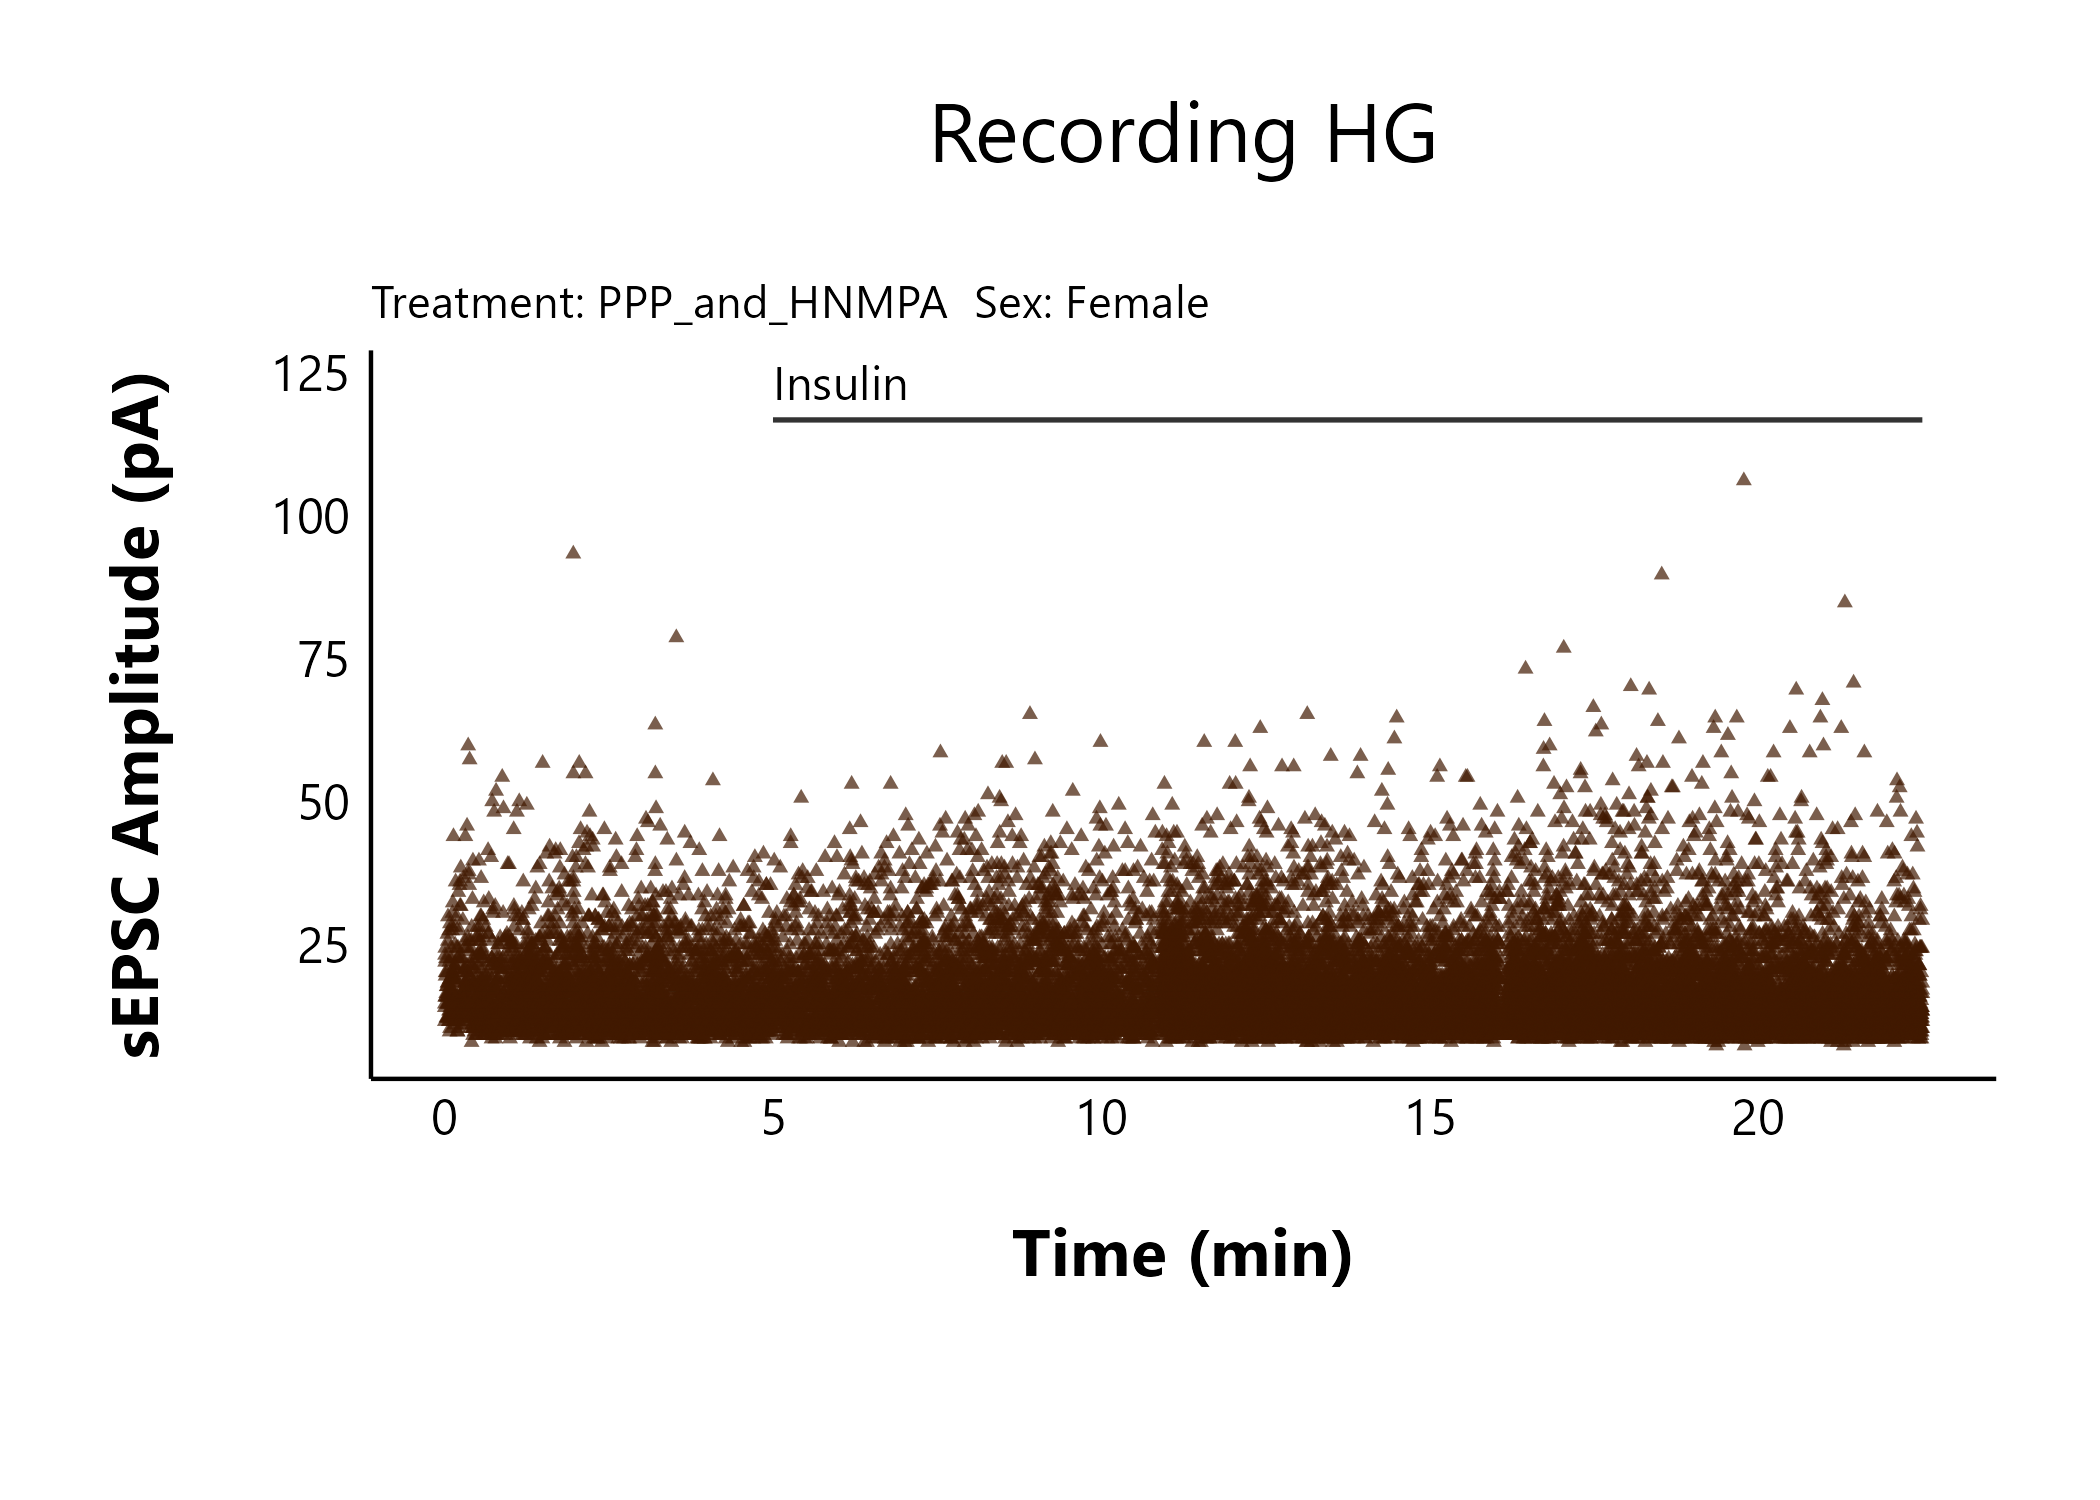 Recording HG
Treatment: PPP_and_HNMPA  Sex: Female
Insulin
sEPSC Amplitude (pA)
125
100
75
50
25
0 5 10 15 20
Time (min)